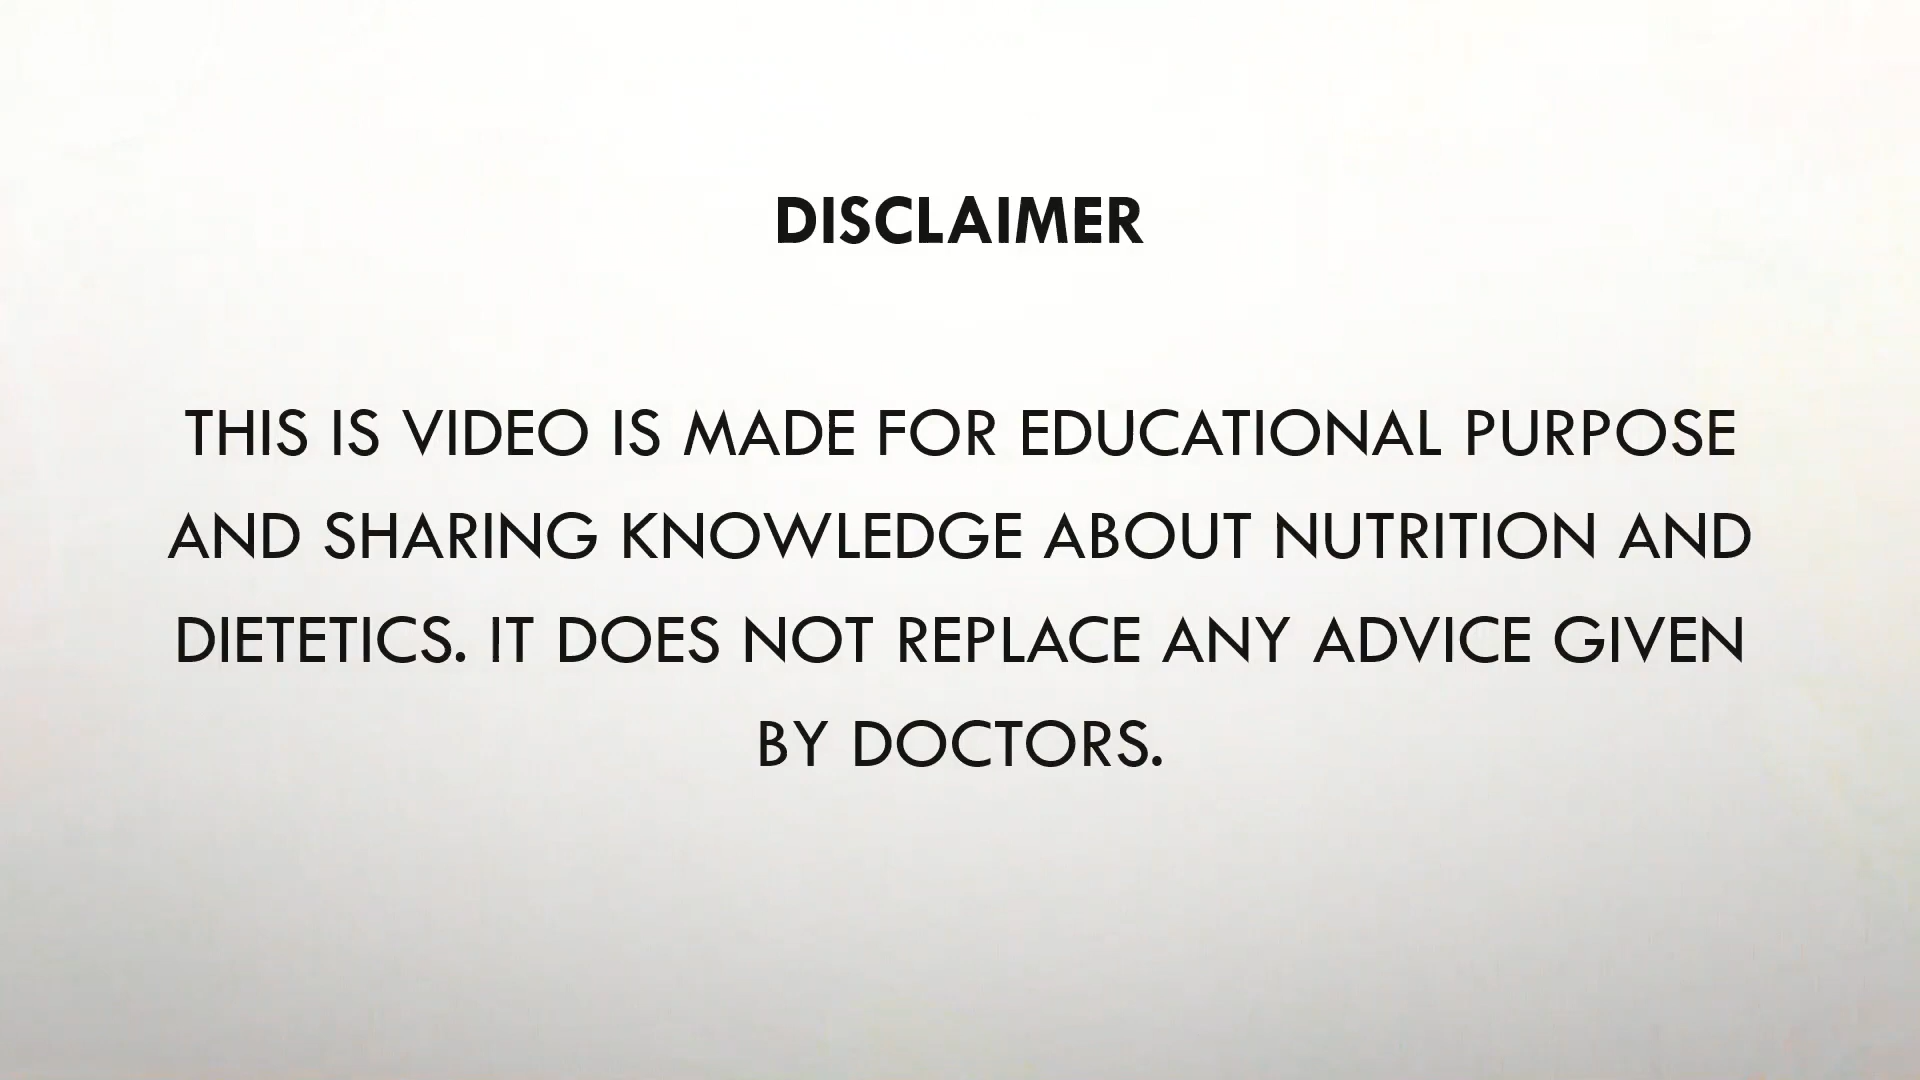 DISCLAIMER
THIS IS VIDEO IS MADE FOR EDUCATIONAL PURPOSE
AND SHARING KNOWLEDGE ABOUT NUTRITION AND
DIETETICS. IT DOES NOT REPLACE ANY ADVICE GIVEN
BY DOCTORS.